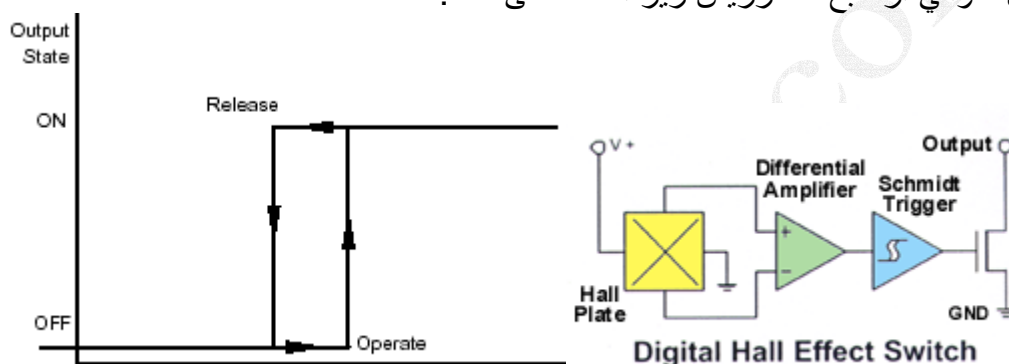 Output
State
ON
Release
OFF
Operate
V +
Hall
Plate
Differential
Amplifier
Schmidt
Trigger
Output
GND
Digital Hall Effect Switch